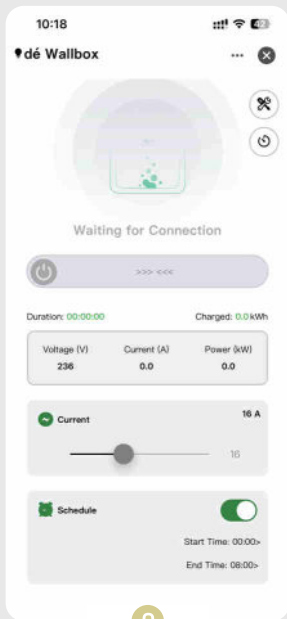 10:18
dé Wallbox
Waiting for Connection
>>> <<<
Duration: 00:00:00 Charged: 0.0 kWh
Voltage (V) Current (A) Power (kW)
236 0.0 0.0
Current 16 A
16
Schedule
Start Time: 00:00>
End Time: 08:00>